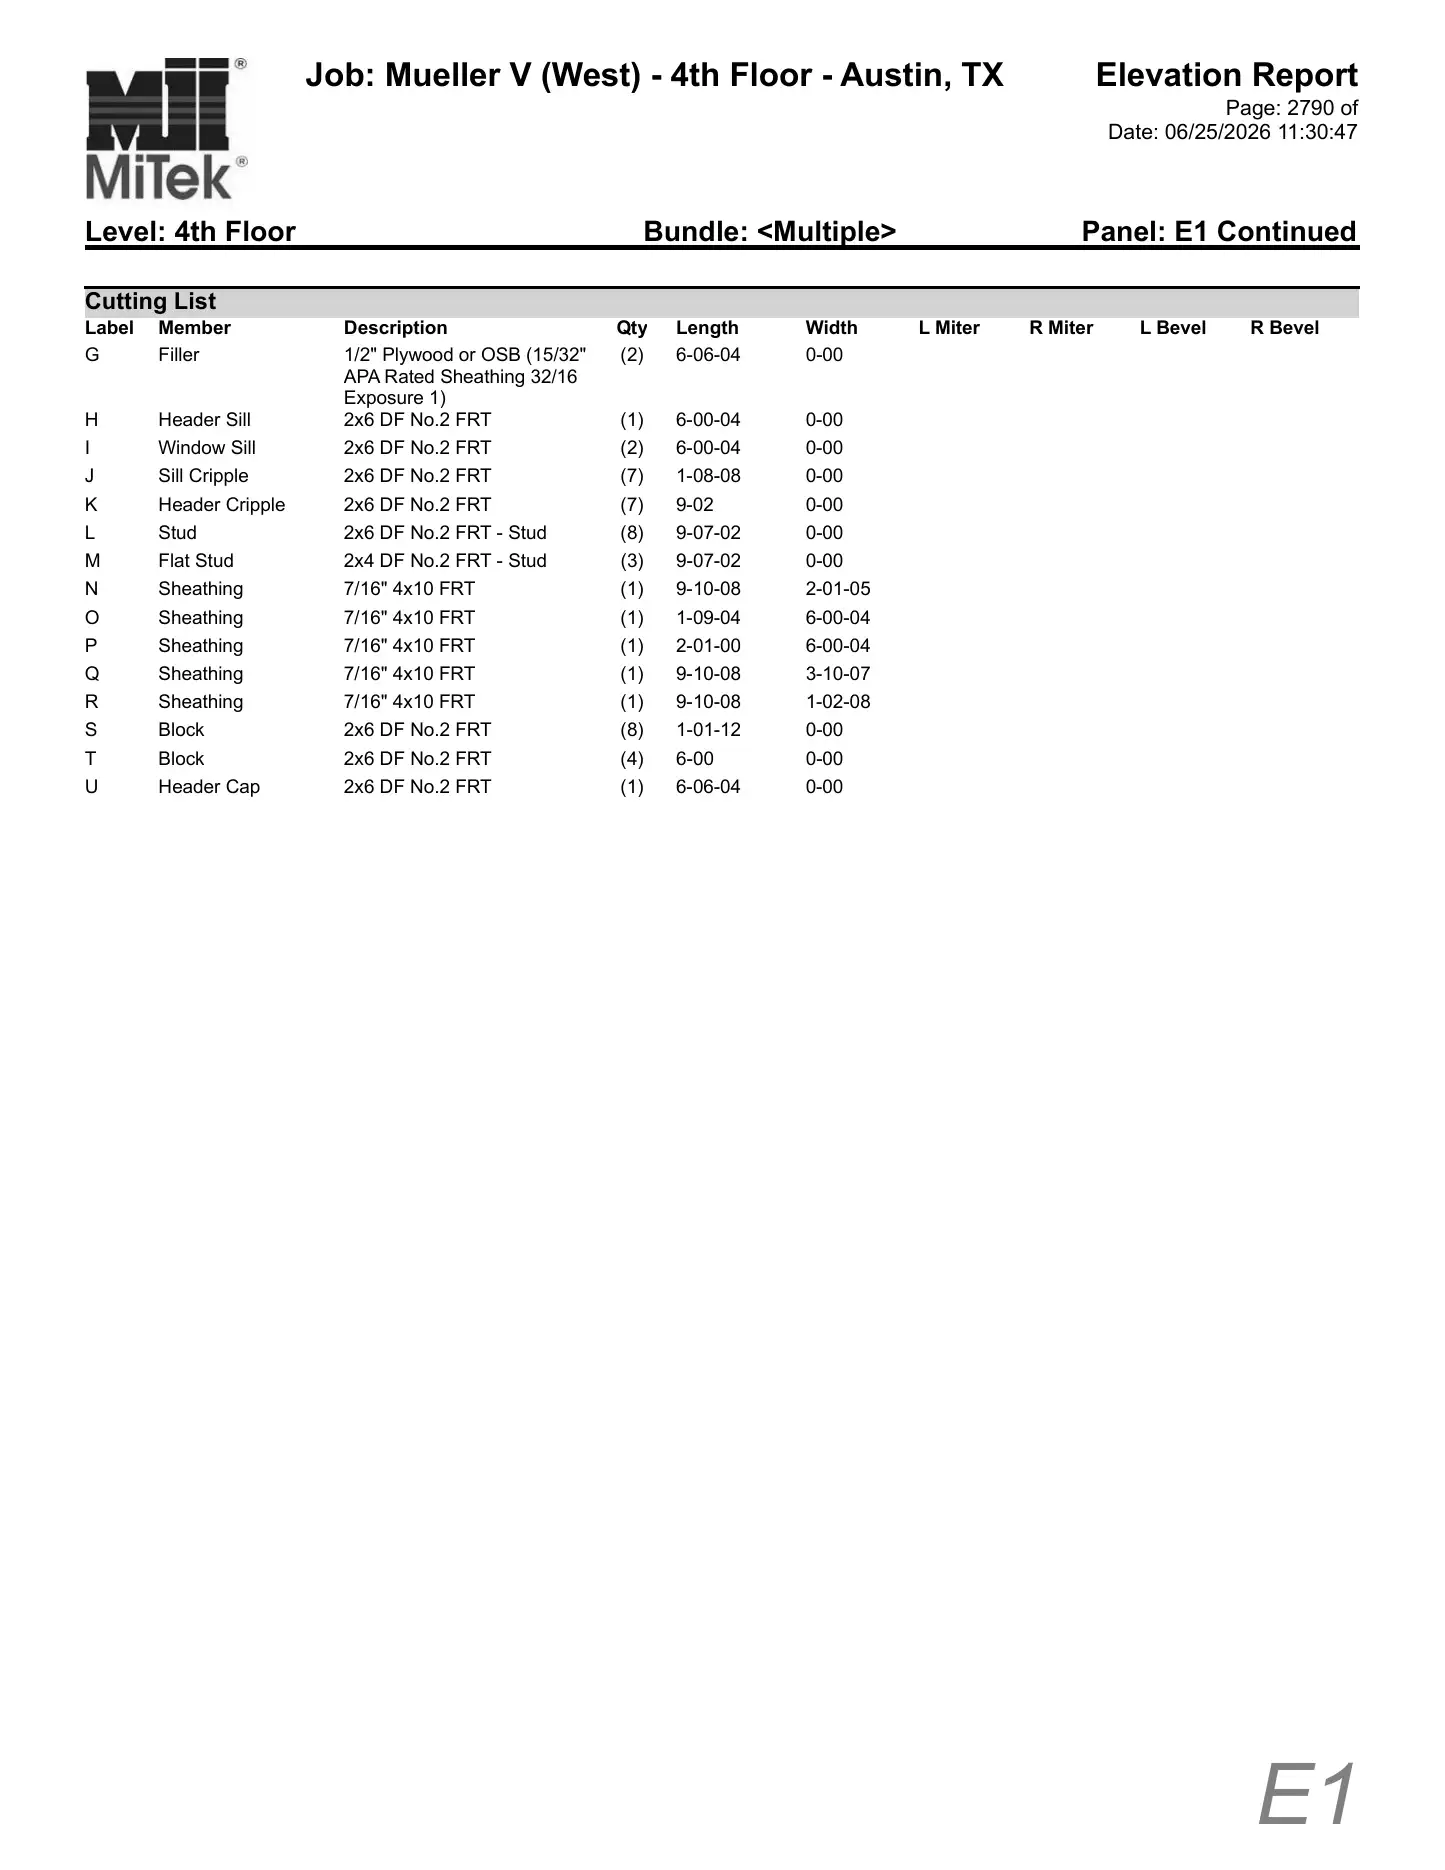 Job: Mueller V (West) - 4th Floor - Austin, TX
Elevation Report
Page: 2790 of
Date: 06/25/2026 11:30:47
MiTek®
Level: 4th Floor Bundle: <Multiple> Panel: E1 Continued
Cutting List
Label Member Description Qty Length Width L Miter R Miter L Bevel R Bevel
G Filler 1/2" Plywood or OSB (15/32" (2) 6-06-04 0-00
APA Rated Sheathing 32/16
Exposure 1)
H Header Sill 2x6 DF No.2 FRT (1) 6-00-04 0-00
I Window Sill 2x6 DF No.2 FRT (2) 6-00-04 0-00
J Sill Cripple 2x6 DF No.2 FRT (7) 1-08-08 0-00
K Header Cripple 2x6 DF No.2 FRT (7) 9-02 0-00
L Stud 2x6 DF No.2 FRT - Stud (8) 9-07-02 0-00
M Flat Stud 2x4 DF No.2 FRT - Stud (3) 9-07-02 0-00
N Sheathing 7/16" 4x10 FRT (1) 9-10-08 2-01-05
O Sheathing 7/16" 4x10 FRT (1) 1-09-04 6-00-04
P Sheathing 7/16" 4x10 FRT (1) 2-01-00 6-00-04
Q Sheathing 7/16" 4x10 FRT (1) 9-10-08 3-10-07
R Sheathing 7/16" 4x10 FRT (1) 9-10-08 1-02-08
S Block 2x6 DF No.2 FRT (8) 1-01-12 0-00
T Block 2x6 DF No.2 FRT (4) 6-00 0-00
U Header Cap 2x6 DF No.2 FRT (1) 6-06-04 0-00
E1